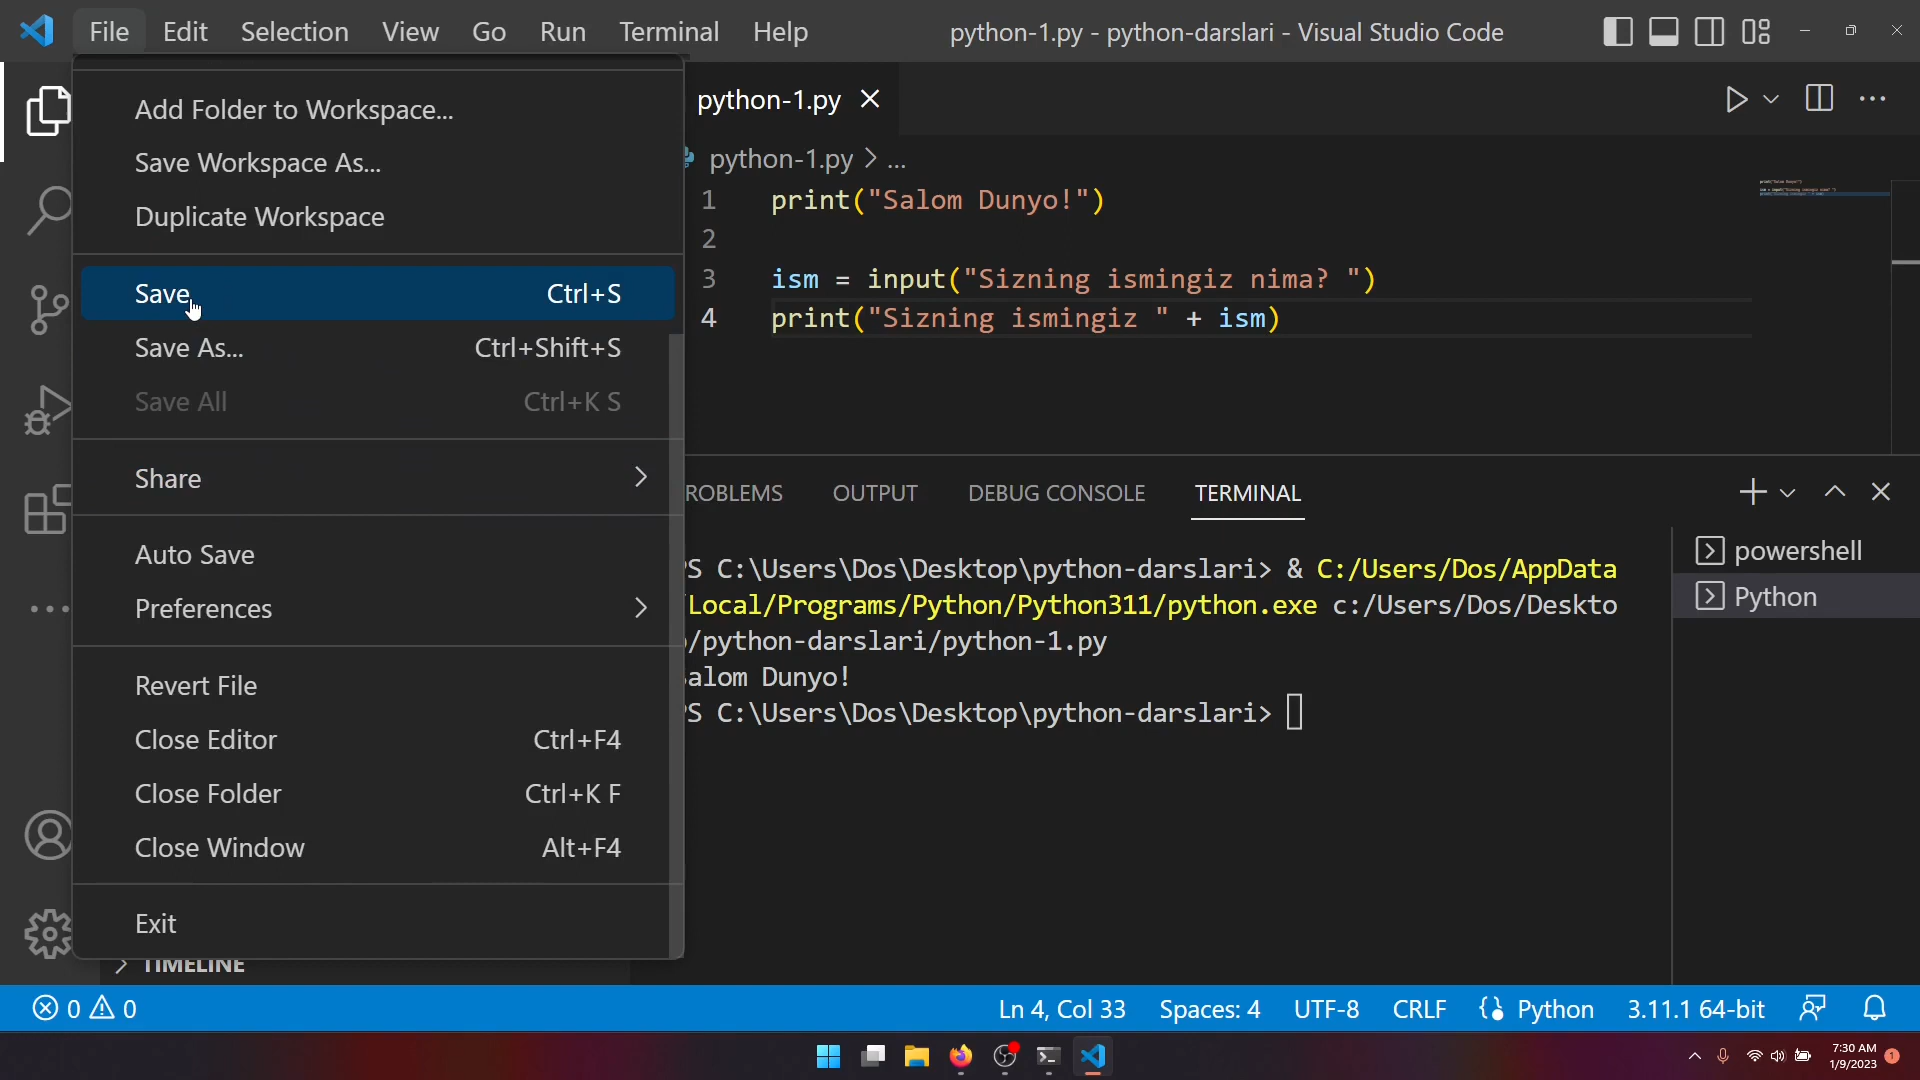 File Edit Selection View Go Run Terminal Help python-1.py - python-darslari - Visual Studio Code
Add Folder to Workspace...
Save Workspace As...
Duplicate Workspace
Save Ctrl+S
Save As... Ctrl+Shift+S
Save All Ctrl+K S
Share
Auto Save
Preferences
Revert File
Close Editor Ctrl+F4
Close Folder Ctrl+K F
Close Window Alt+F4
Exit
TIMELINE
python-1.py
python-1.py > ...
1 print("Salom Dunyo!")
2
3 ism = input("Sizning ismingiz nima? ")
4 print("Sizning ismingiz " + ism)
ROBLEMS OUTPUT DEBUG CONSOLE TERMINAL
S C:\Users\Dos\Desktop\python-darslari> & C:/Users/Dos/AppData
Local/Programs/Python/Python311/python.exe c:/Users/Dos/Deskto
/python-darslari/python-1.py
alom Dunyo!
S C:\Users\Dos\Desktop\python-darslari>
powershell
Python
0 0 Ln 4, Col 33 Spaces: 4 UTF-8 CRLF Python 3.11.1 64-bit
7:30 AM
1/9/2023 1